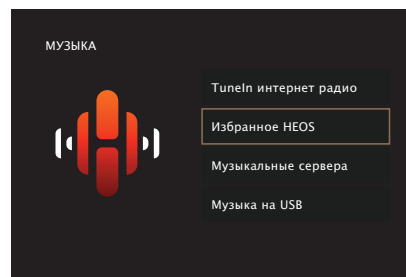 МУЗЫКА
TuneIn интернет радио
Избранное HEOS
Музыкальные сервера
Музыка на USB